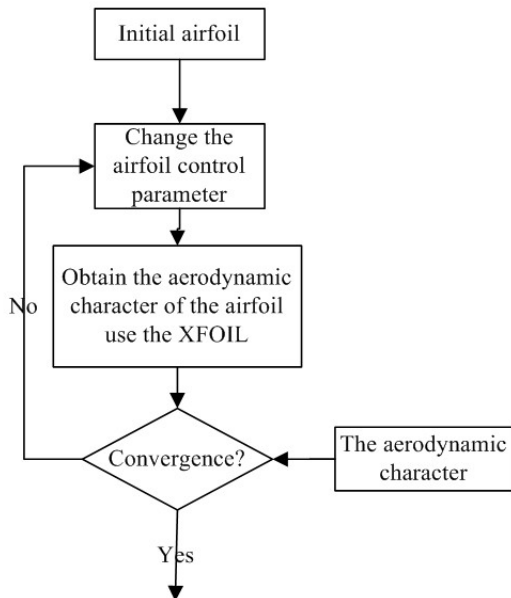 Initial airfoil
Change the
airfoil control
parameter
Obtain the aerodynamic
character of the airfoil
use the XFOIL
No
Convergence?
The aerodynamic
character
Yes